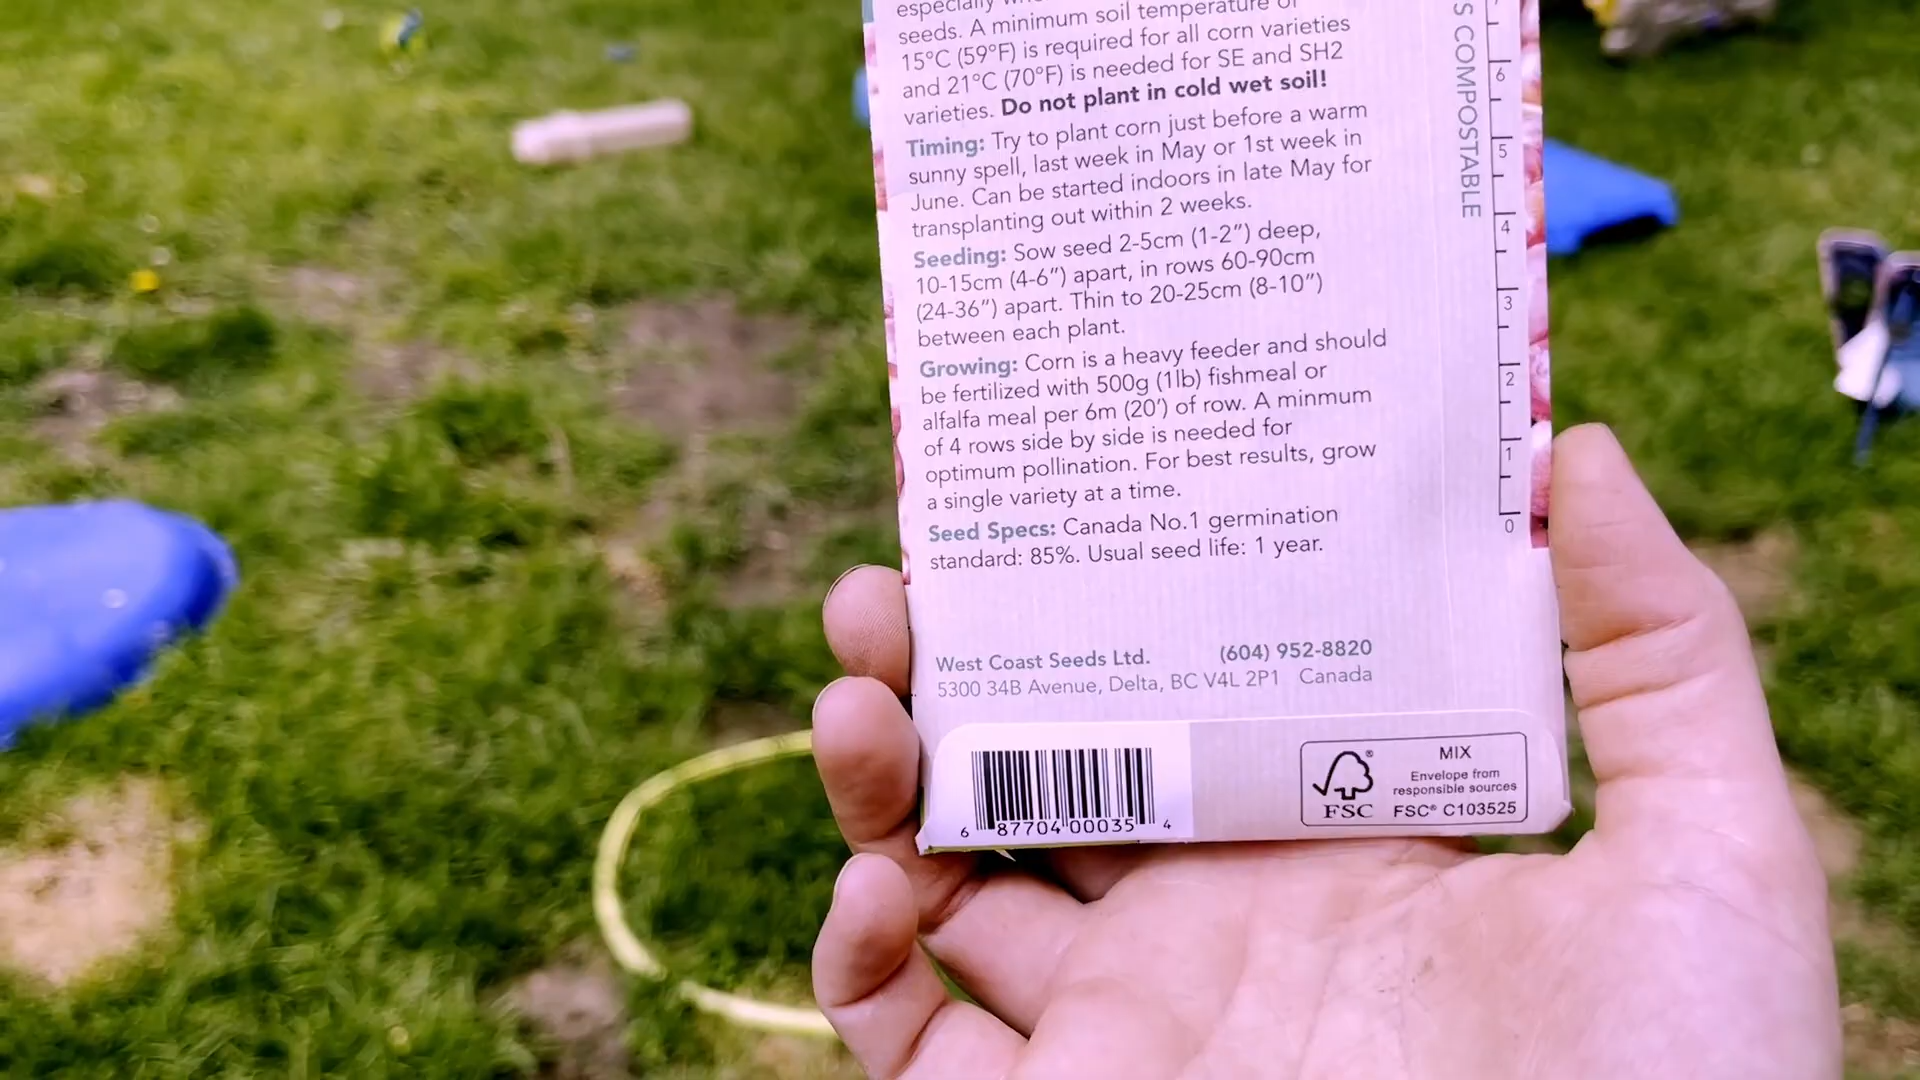 especially
seeds. A minimum soil temperature of
15°C (59°F) is required for all corn varieties
and 21°C (70°F) is needed for SE and SH2
varieties. Do not plant in cold wet soil!
Timing: Try to plant corn just before a warm
sunny spell, last week in May or 1st week in
June. Can be started indoors in late May for
transplanting out within 2 weeks.
Seeding: Sow seed 2-5cm (1-2″) deep,
10-15cm (4-6″) apart, in rows 60-90cm
(24-36″) apart. Thin to 20-25cm (8-10″)
between each plant.
Growing: Corn is a heavy feeder and should
be fertilized with 500g (1lb) fishmeal or
alfalfa meal per 6m (20′) of row. A minmum
of 4 rows side by side is needed for
optimum pollination. For best results, grow
a single variety at a time.
Seed Specs: Canada No.1 germination
standard: 85%. Usual seed life: 1 year.
West Coast Seeds Ltd. (604) 952-8820
5300 34B Avenue, Delta, BC V4L 2P1 Canada
6 87704 00035 4
FSC®
MIX
Envelope from
responsible sources
FSC® C103525
COMPOSTABLE
6
5
4
3
2
1
0